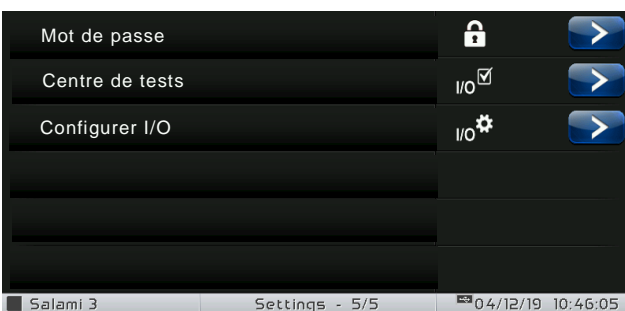 Mot de passe
Centre de tests
I/O
Configurer I/O
I/O
Salami 3 Settings - 5/5 04/12/19 10:46:05